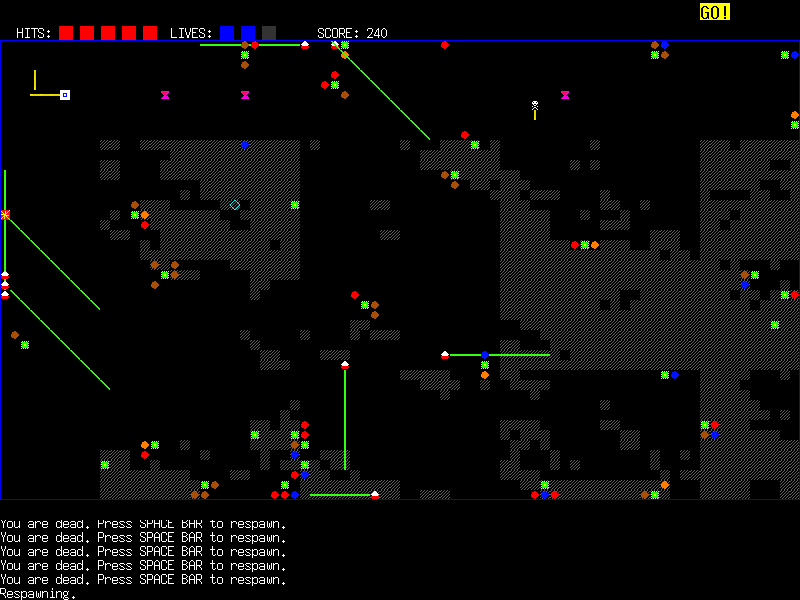 GO!
HITS: LIVES: SCORE: 240
You are dead. Press SPACE BAR to respawn.
You are dead. Press SPACE BAR to respawn.
You are dead. Press SPACE BAR to respawn.
You are dead. Press SPACE BAR to respawn.
You are dead. Press SPACE BAR to respawn.
Respawning.